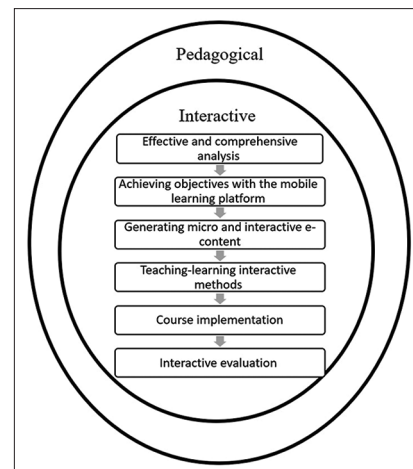 Pedagogical
Interactive
Effective and comprehensive
analysis
Achieving objectives with the mobile
learning platform
Generating micro and interactive e-
content
Teaching-learning interactive
methods
Course implementation
Interactive evaluation